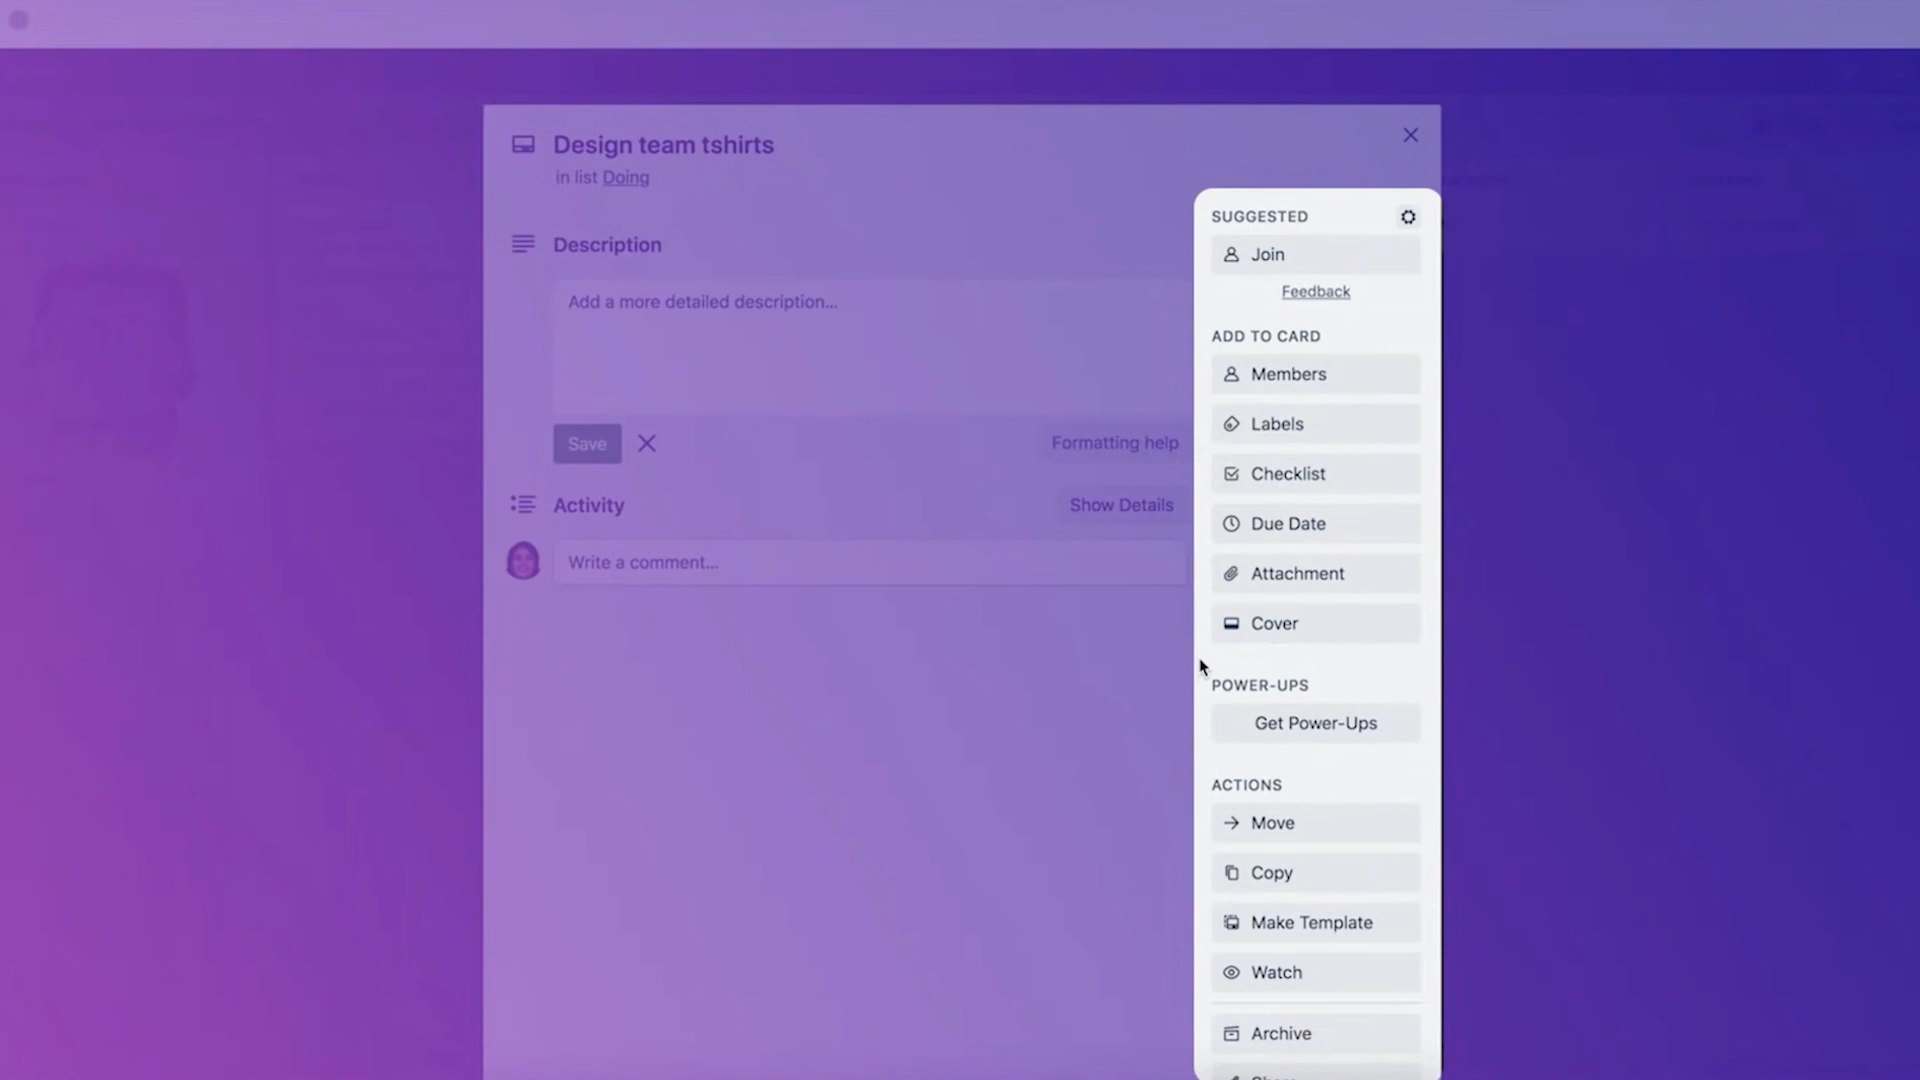 Design team tshirts
in list Doing
Description
Add a more detailed description...
Save
Formatting help
Activity
Show Details
Write a comment...
SUGGESTED
Join
Feedback
ADD TO CARD
Members
Labels
Checklist
Due Date
Attachment
Cover
POWER-UPS
Get Power-Ups
ACTIONS
Move
Copy
Make Template
Watch
Archive